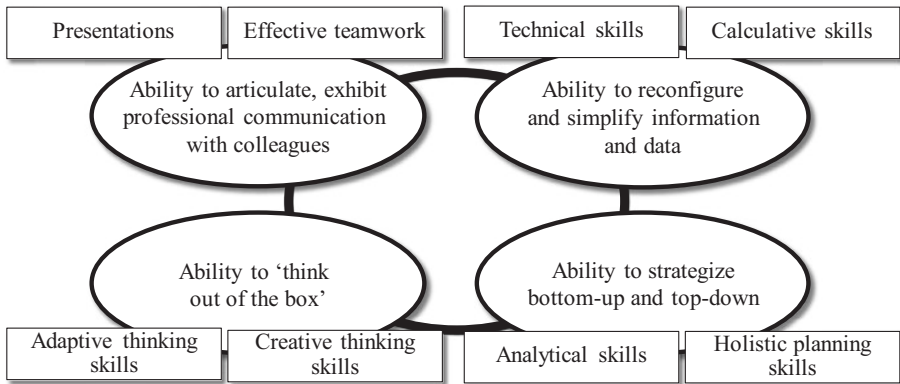 Presentations
Effective teamwork
Technical skills
Calculative skills
Ability to articulate, exhibit
professional communication
with colleagues
Ability to reconfigure
and simplify information
and data
Ability to ‘think
out of the box’
Ability to strategize
bottom-up and top-down
Adaptive thinking
skills
Creative thinking
skills
Analytical skills
Holistic planning
skills